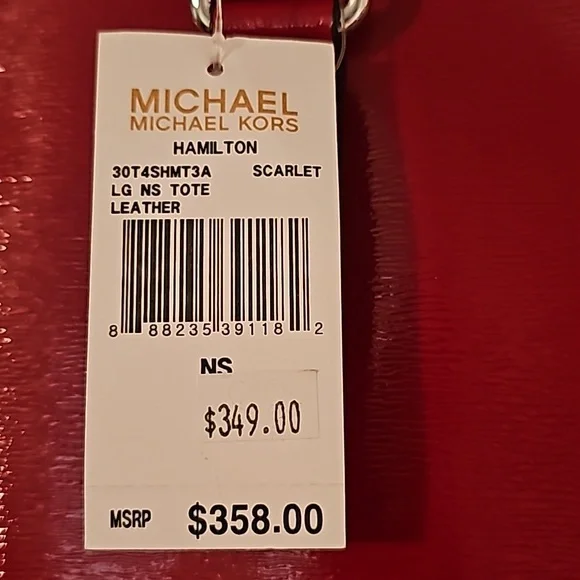 MICHAEL
MICHAEL KORS
HAMILTON
30T4SHMT3A SCARLET
LG NS TOTE
LEATHER
8 88235 39118 2
NS
$349.00
MSRP $358.00